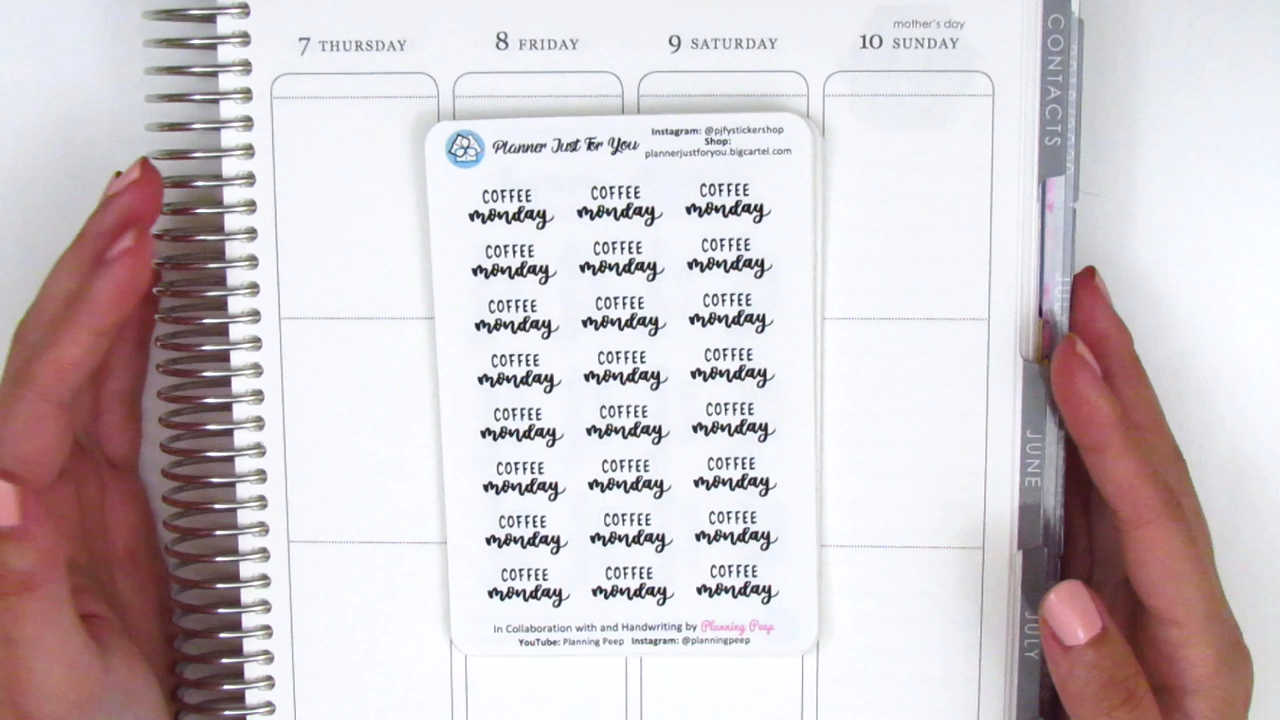 mother's day
7 THURSDAY 8 FRIDAY 9 SATURDAY 10 SUNDAY
CONTACTS
Planner Just For You
Instagram: @pjfystickershop
Shop:
plannerjustforyou.bigcartel.com
COFFEE COFFEE COFFEE
monday monday monday
COFFEE COFFEE COFFEE
monday monday monday
COFFEE COFFEE COFFEE
monday monday monday
COFFEE COFFEE COFFEE
monday monday monday
COFFEE COFFEE COFFEE
monday monday monday
COFFEE COFFEE COFFEE
monday monday monday
COFFEE COFFEE COFFEE
monday monday monday
COFFEE COFFEE COFFEE
monday monday monday
In Collaboration with and Handwriting by Planning Peep
YouTube: Planning Peep Instagram: @planningpeep
JUNE
JULY